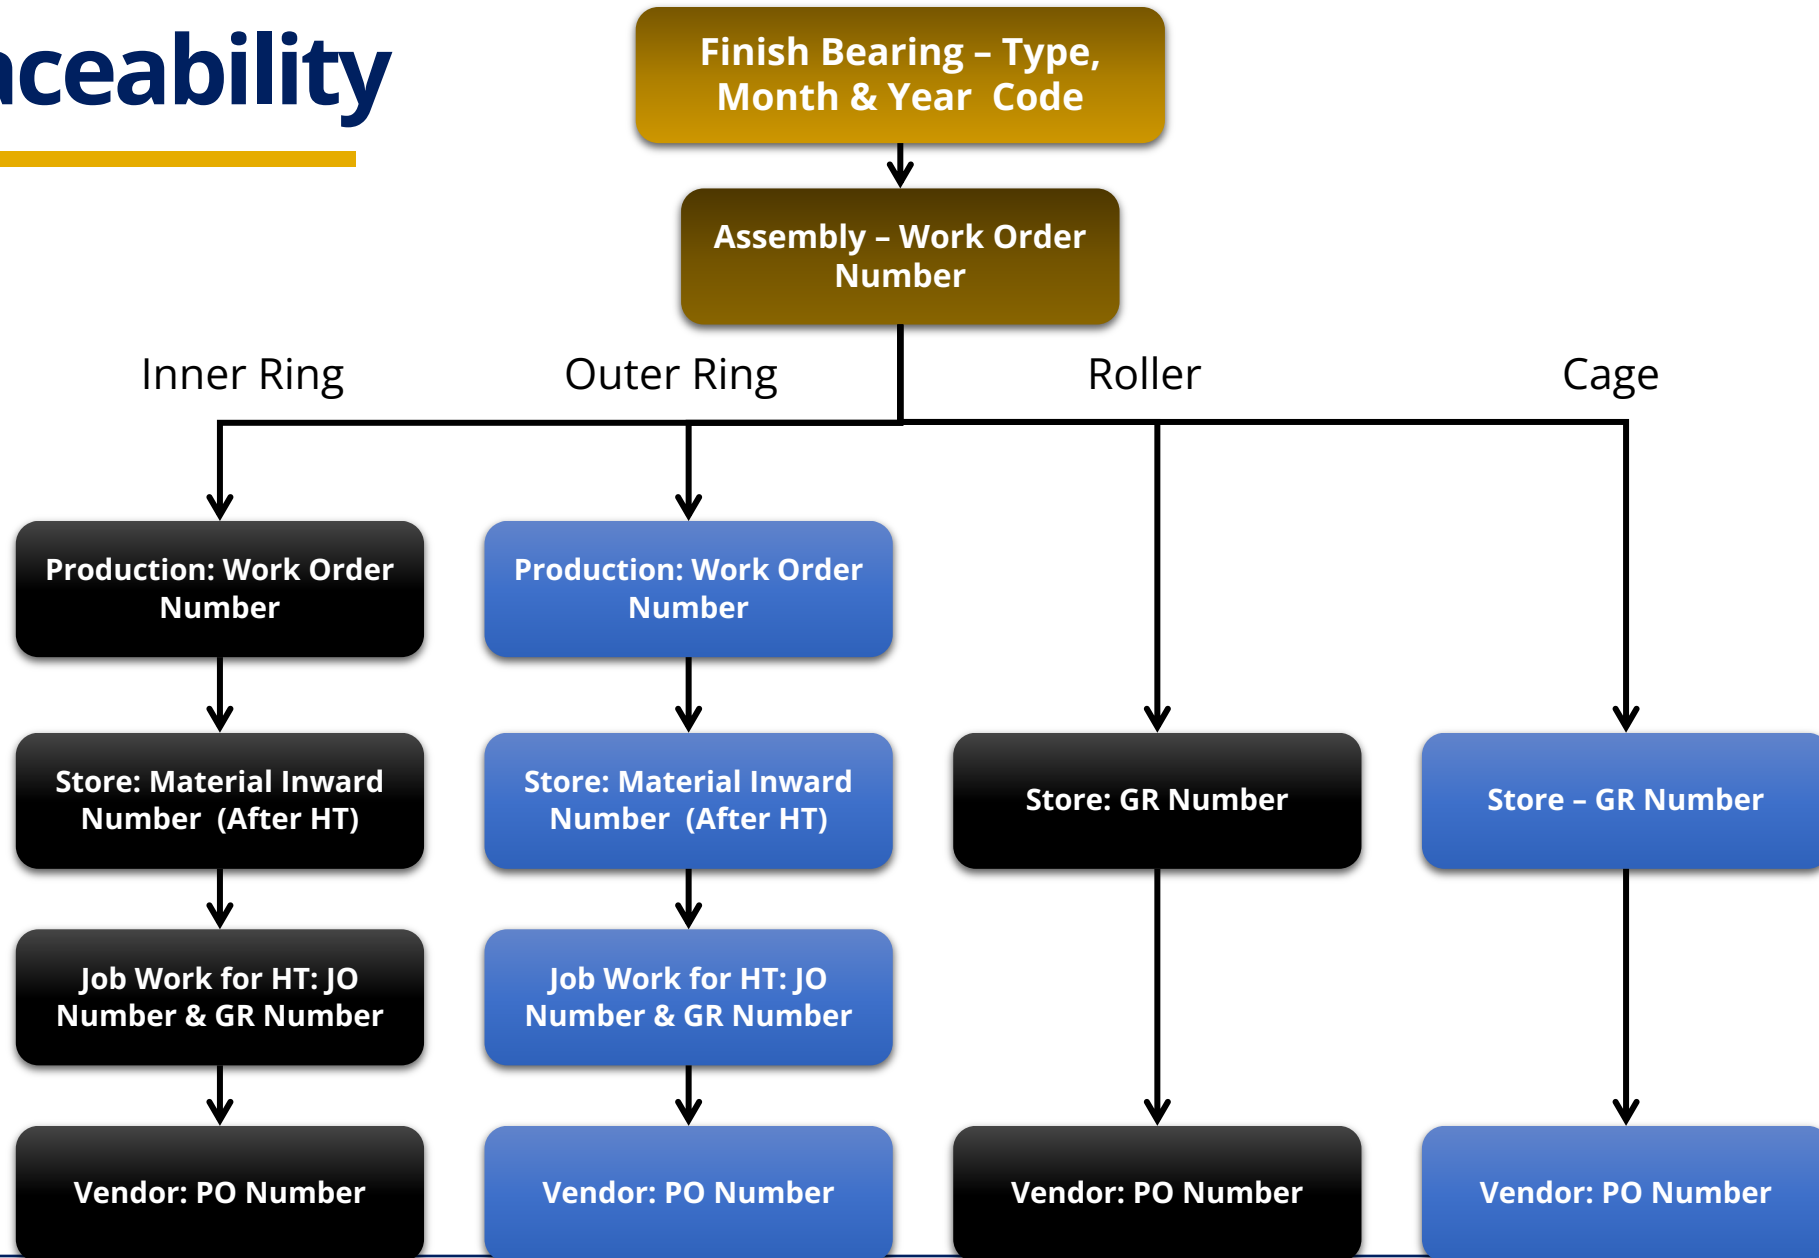 aceability
Finish Bearing – Type,
Month & Year Code
Assembly – Work Order
Number
Inner Ring
Outer Ring
Roller
Cage
Production: Work Order
Number
Production: Work Order
Number
Store: Material Inward
Number (After HT)
Store: Material Inward
Number (After HT)
Store: GR Number
Store – GR Number
Job Work for HT: JO
Number & GR Number
Job Work for HT: JO
Number & GR Number
Vendor: PO Number
Vendor: PO Number
Vendor: PO Number
Vendor: PO Number